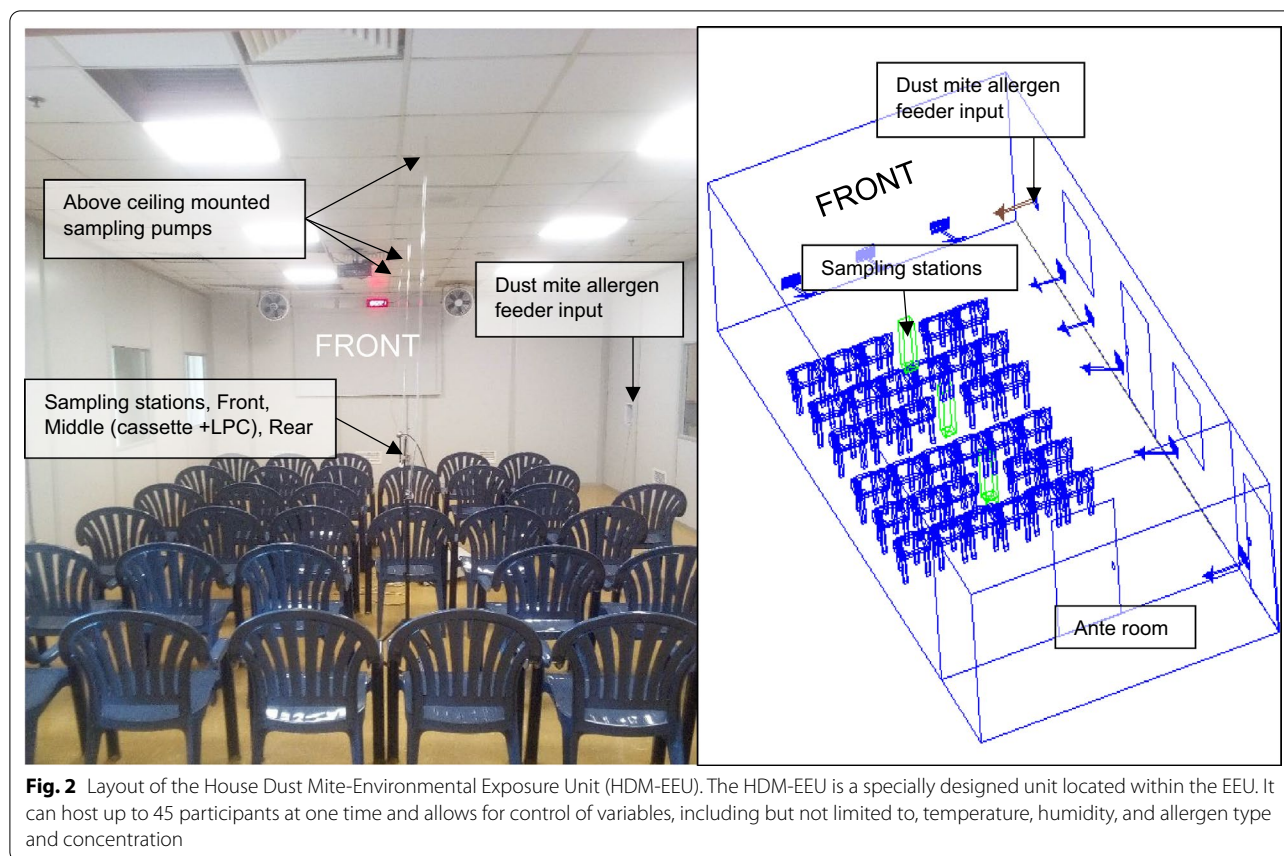 Above ceiling mounted
sampling pumps
Dust mite allergen
feeder input
FRONT
Sampling stations, Front,
Middle (cassette +LPC), Rear
Dust mite allergen
feeder input
FRONT
Sampling stations
Ante room
Fig. 2 Layout of the House Dust Mite-Environmental Exposure Unit (HDM-EEU). The HDM-EEU is a specially designed unit located within the EEU. It
can host up to 45 participants at one time and allows for control of variables, including but not limited to, temperature, humidity, and allergen type
and concentration